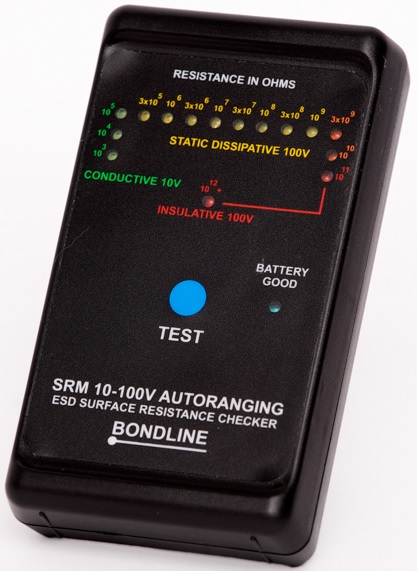 RESISTANCE IN OHMS
10⁵ 3x10⁵ 10⁶ 3x10⁶ 10⁷ 3x10⁷ 10⁸ 3x10⁸ 10⁹ 3x10⁹
10⁴
10³
STATIC DISSIPATIVE 100V
10¹⁰
10¹¹
CONDUCTIVE 10V
10¹²+
INSULATIVE 100V
BATTERY
GOOD
TEST
SRM 10-100V AUTORANGING
ESD SURFACE RESISTANCE CHECKER
BONDLINE